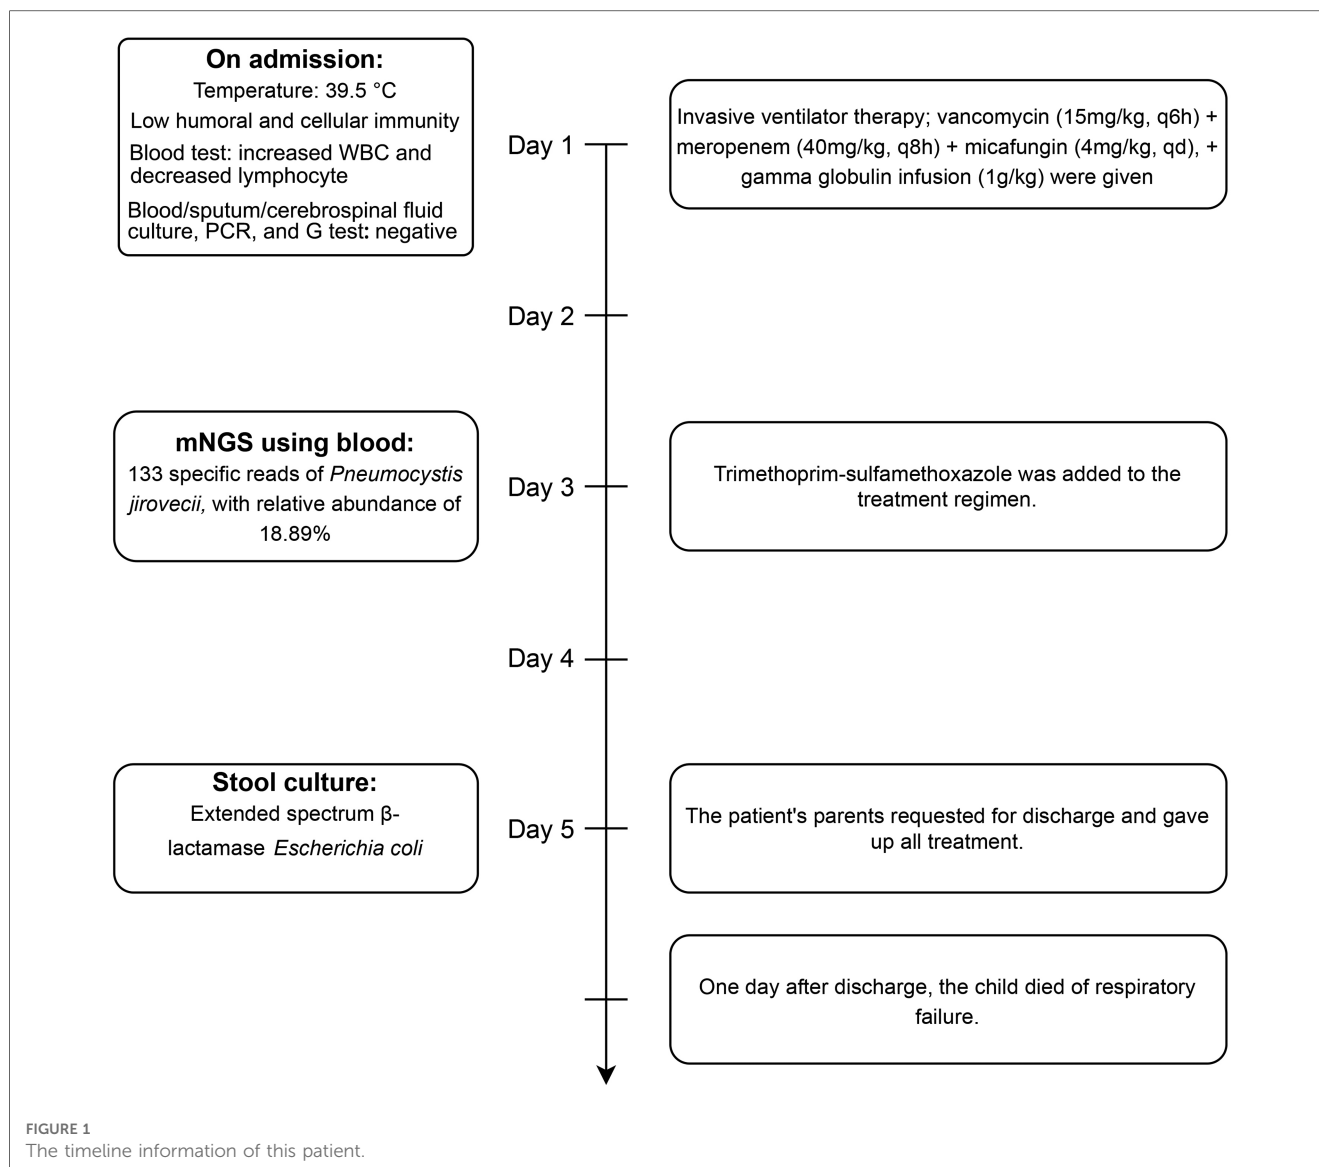 On admission:
Temperature: 39.5 °C
Low humoral and cellular immunity
Blood test: increased WBC and
decreased lymphocyte
Blood/sputum/cerebrospinal fluid
culture, PCR, and G test: negative
Day 1
Invasive ventilator therapy; vancomycin (15mg/kg, q6h) +
meropenem (40mg/kg, q8h) + micafungin (4mg/kg, qd), +
gamma globulin infusion (1g/kg) were given
Day 2
mNGS using blood:
133 specific reads of Pneumocystis
jirovecii, with relative abundance of
18.89%
Day 3
Trimethoprim-sulfamethoxazole was added to the
treatment regimen.
Day 4
Stool culture:
Extended spectrum β-
lactamase Escherichia coli
Day 5
The patient's parents requested for discharge and gave
up all treatment.
One day after discharge, the child died of respiratory
failure.
FIGURE 1
The timeline information of this patient.